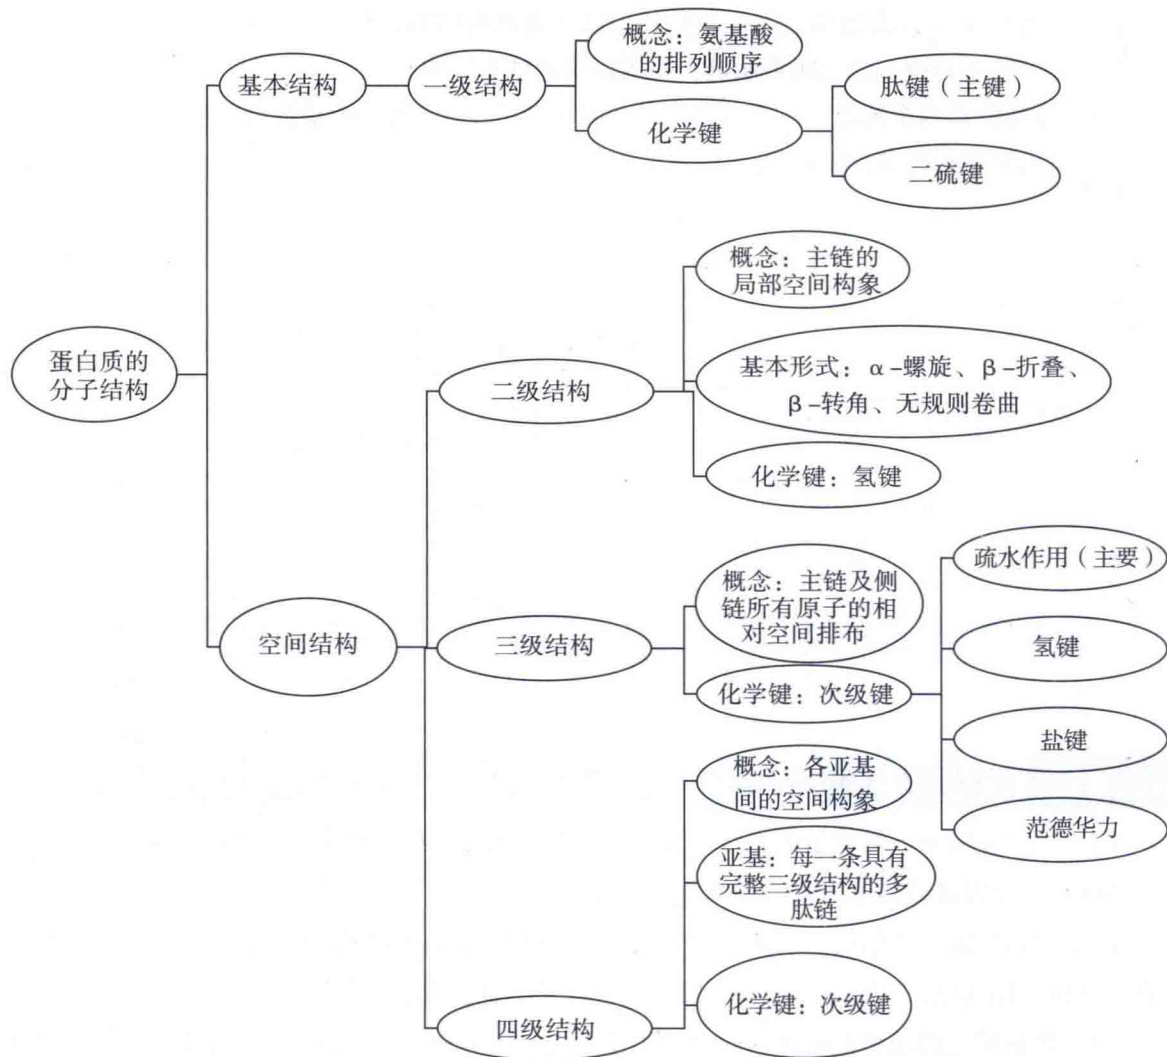 蛋白质的
分子结构
基本结构
一级结构
概念：氨基酸
的排列顺序
化学键
肽键（主键）
二硫键
空间结构
二级结构
概念：主链的
局部空间构象
基本形式：α-螺旋、β-折叠、
β-转角、无规则卷曲
化学键：氢键
三级结构
概念：主链及侧
链所有原子的相
对空间排布
化学键：次级键
疏水作用（主要）
氢键
盐键
范德华力
四级结构
概念：各亚基
间的空间构象
亚基：每一条具有
完整三级结构的多
肽链
化学键：次级键